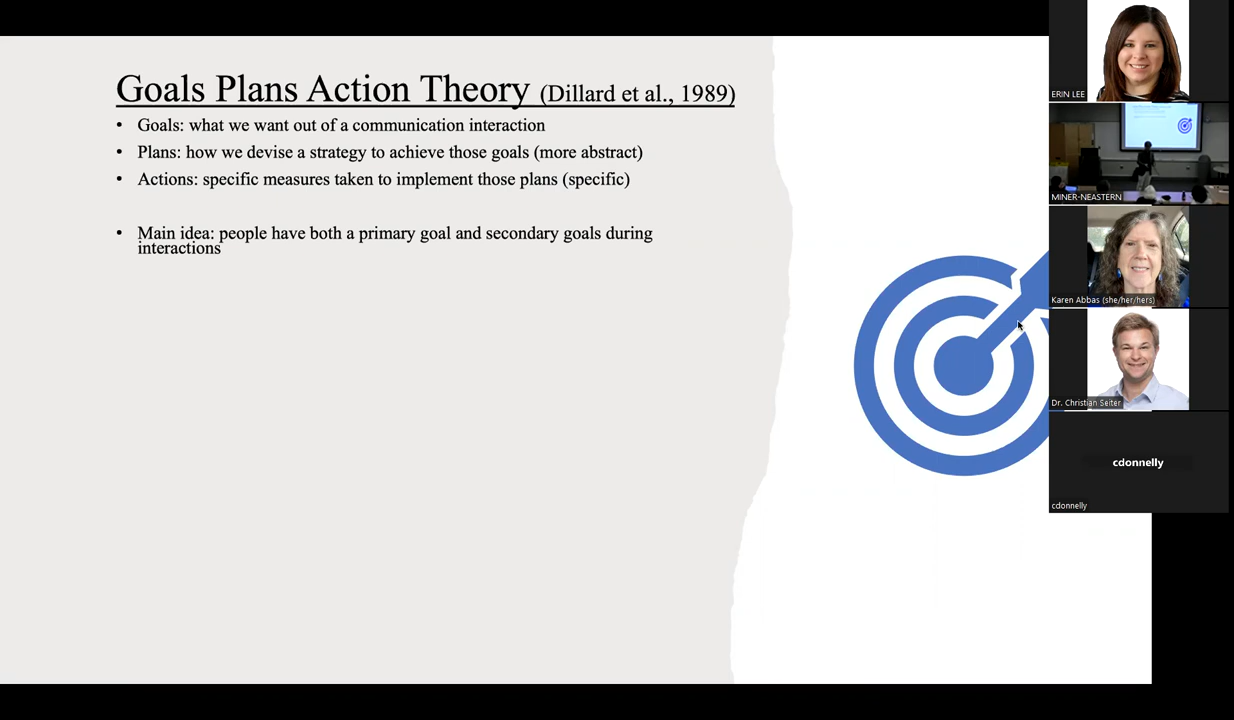 Goals Plans Action Theory (Dillard et al., 1989)
• Goals: what we want out of a communication interaction
• Plans: how we devise a strategy to achieve those goals (more abstract)
• Actions: specific measures taken to implement those plans (specific)
• Main idea: people have both a primary goal and secondary goals during
interactions
ERIN LEE
MINER-NEASTERN
Karen Abbas (she/her/hers)
Dr. Christian Seiter
cdonnelly
cdonnelly